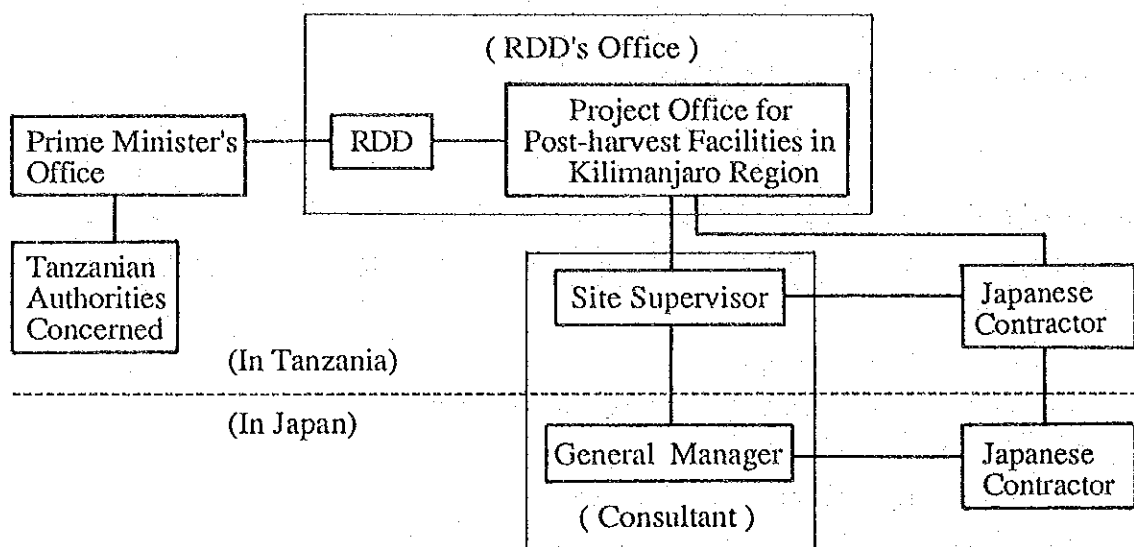 ( RDD's Office )
Prime Minister's
Office
RDD
Project Office for
Post-harvest Facilities in
Kilimanjaro Region
Tanzanian
Authorities
Concerned
Site Supervisor
Japanese
Contractor
(In Tanzania)
(In Japan)
General Manager
Japanese
Contractor
( Consultant )